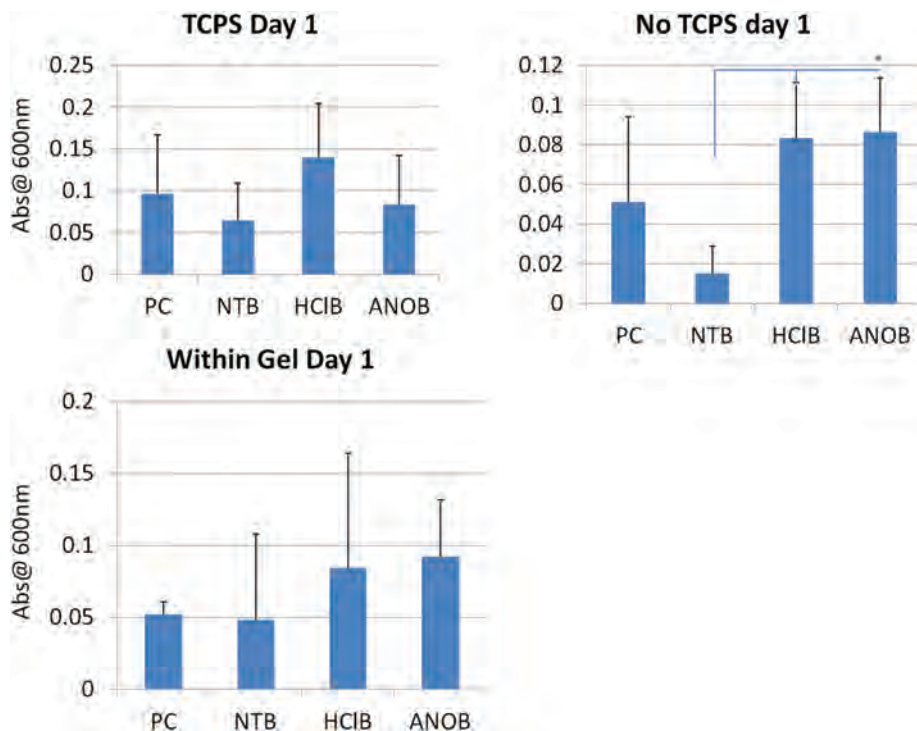 TCPS Day 1
0.25
0.2
0.15
0.1
0.05
0
Abs@ 600nm
PC NTB HClB ANOB
No TCPS day 1
*
0.12
0.1
0.08
0.06
0.04
0.02
0
PC NTB HClB ANOB
Within Gel Day 1
0.2
0.15
0.1
0.05
0
Abs@ 600nm
PC NTB HClB ANOB